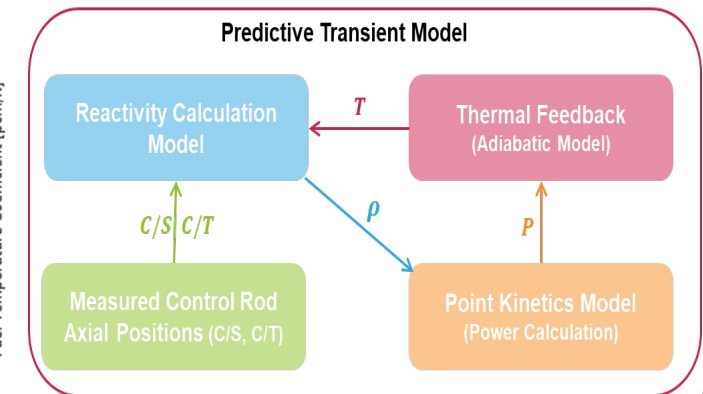 Predictive Transient Model
Reactivity Calculation
Model
T
Thermal Feedback
(Adiabatic Model)
C/S C/T
ρ
P
Measured Control Rod
Axial Positions (C/S, C/T)
Point Kinetics Model
(Power Calculation)